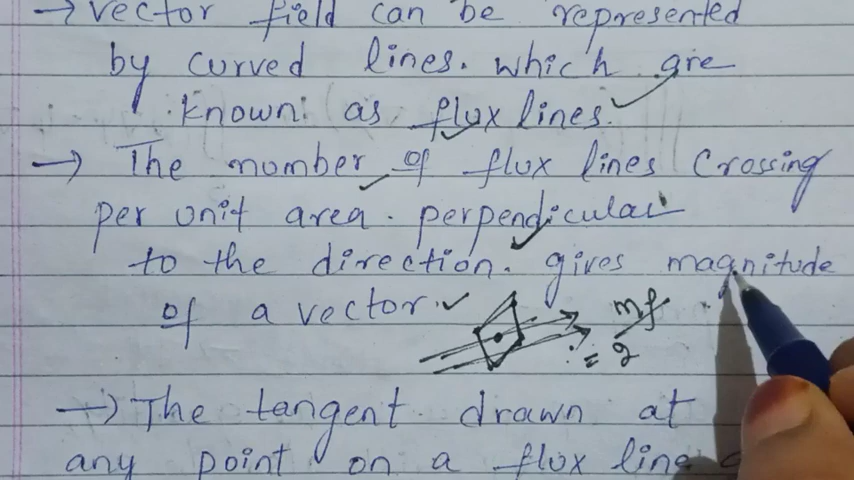 → Vector field can be represented
by curved lines. which are
known as flux lines.
→ The number of flux lines crossing
per unit area. perpendicular
to the direction. gives magnitude
of a vector.
→ The tangent drawn at
any point on a flux line